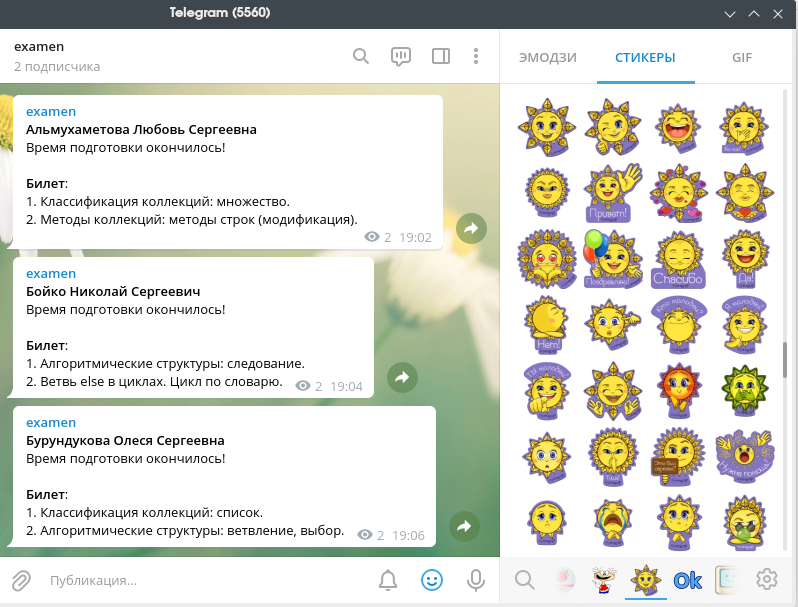 Telegram (5560)
examen
2 подписчика
ЭМОДЗИ
СТИКЕРЫ
GIF
examen
Альмухаметова Любовь Сергеевна
Время подготовки окончилось!
Билет:
1. Классификация коллекций: множество.
2. Методы коллекций: методы строк (модификация).
2 19:02
examen
Бойко Николай Сергеевич
Время подготовки окончилось!
Билет:
1. Алгоритмические структуры: следование.
2. Ветвь else в циклах. Цикл по словарю.
2 19:04
examen
Бурундукова Олеся Сергеевна
Время подготовки окончилось!
Билет:
1. Классификация коллекций: список.
2. Алгоритмические структуры: ветвление, выбор.
2 19:06
Публикация...
Привет!
Поздравляю!
Спасибо
Да!
Нет!
Кто молодец?
Я молодец!
Ты молодец!
Нужна помощь
Ok